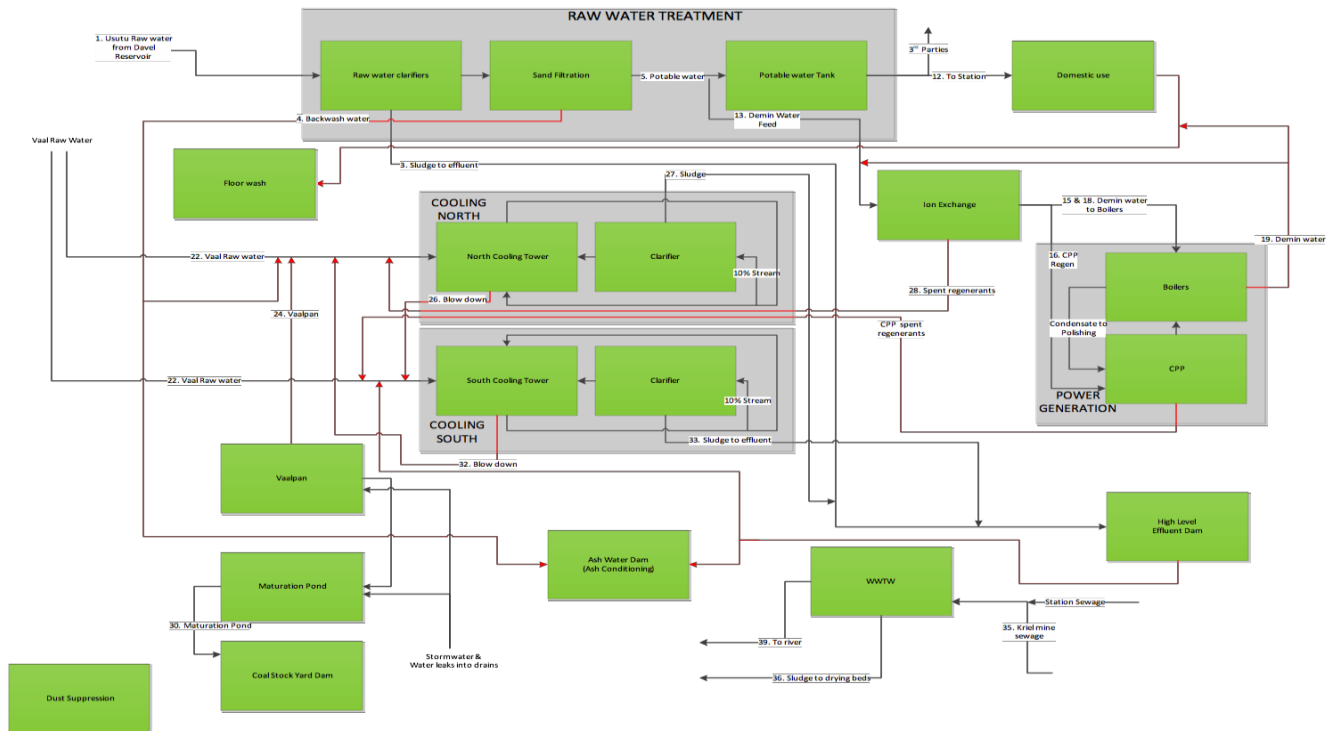 RAW WATER TREATMENT
1. Usutu Raw water
from Davel
Reservoir
Raw water clarifiers
Sand Filtration
5. Potable water
Potable water Tank
3rd Parties
12. To Station
Domestic use
4. Backwash water
13. Demin Water
Feed
Vaal Raw Water
3. Sludge to effluent
27. Sludge
Floor wash
COOLING
NORTH
Ion Exchange
15 & 18. Demin water
to Boilers
19. Demin water
22. Vaal Raw water
North Cooling Tower
Clarifier
10% Stream
16. CPP
Regen
Boilers
28. Spent regenerants
26. Blow down
24. Vaalpan
CPP spent
regenerants
Condensate to
Polishing
22. Vaal Raw water
South Cooling Tower
Clarifier
10% Stream
CPP
POWER
GENERATION
COOLING
SOUTH
33. Sludge to effluent
32. Blow down
Vaalpan
High Level
Effluent Dam
Ash Water Dam
(Ash Conditioning)
Maturation Pond
WWTW
Station Sewage
30. Maturation Pond
35. Kriel mine
sewage
39. To river
Stormwater &
Water leaks into drains
Coal Stock Yard Dam
36. Sludge to drying beds
Dust Suppression